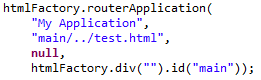 htmlFactory.routerApplication(
"My Application",
"main/../test.html",
null,
htmlFactory.div("").id("main"));